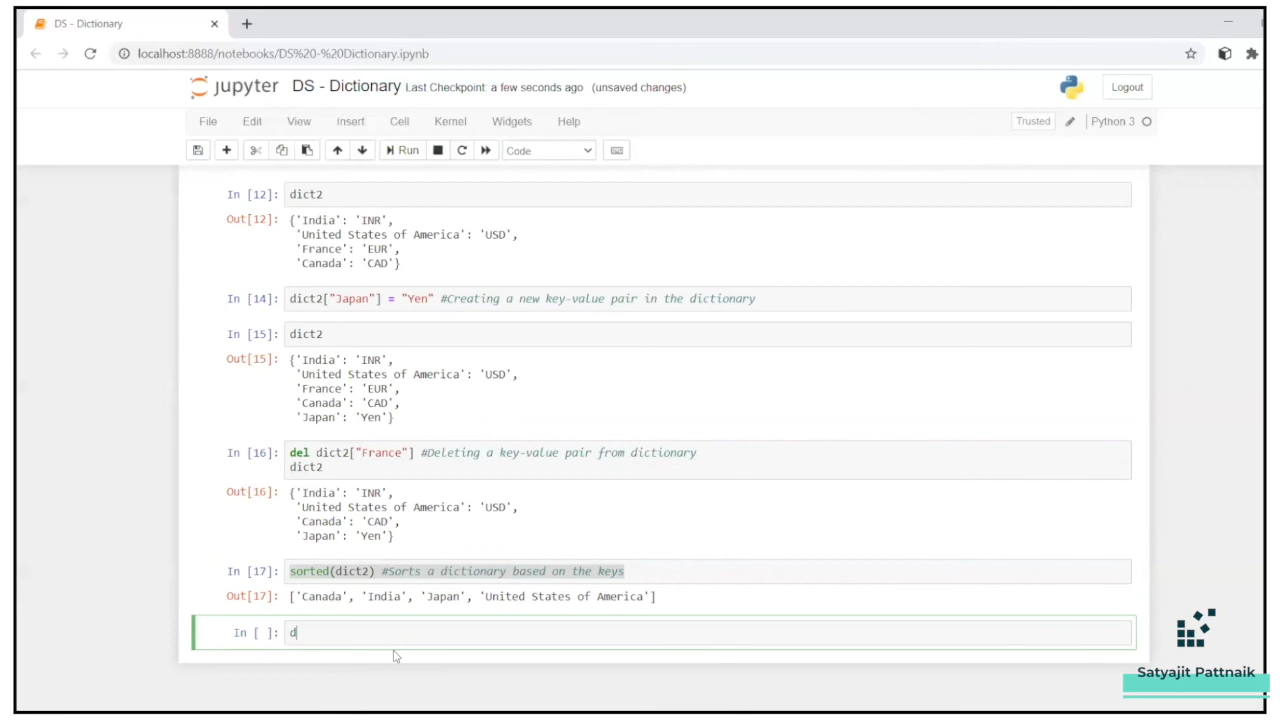 DS - Dictionary
localhost:8888/notebooks/DS%20-%20Dictionary.ipynb
jupyter DS - Dictionary Last Checkpoint: a few seconds ago (unsaved changes) Logout
File Edit View Insert Cell Kernel Widgets Help Trusted Python 3
Run Code
In [12]: dict2
Out[12]: {'India': 'INR',
'United States of America': 'USD',
'France': 'EUR',
'Canada': 'CAD'}
In [14]: dict2["Japan"] = "Yen" #Creating a new key-value pair in the dictionary
In [15]: dict2
Out[15]: {'India': 'INR',
'United States of America': 'USD',
'France': 'EUR',
'Canada': 'CAD',
'Japan': 'Yen'}
In [16]: del dict2["France"] #Deleting a key-value pair from dictionary
dict2
Out[16]: {'India': 'INR',
'United States of America': 'USD',
'Canada': 'CAD',
'Japan': 'Yen'}
In [17]: sorted(dict2) #Sorts a dictionary based on the keys
Out[17]: ['Canada', 'India', 'Japan', 'United States of America']
In [ ]: d
Satyajit Pattnaik